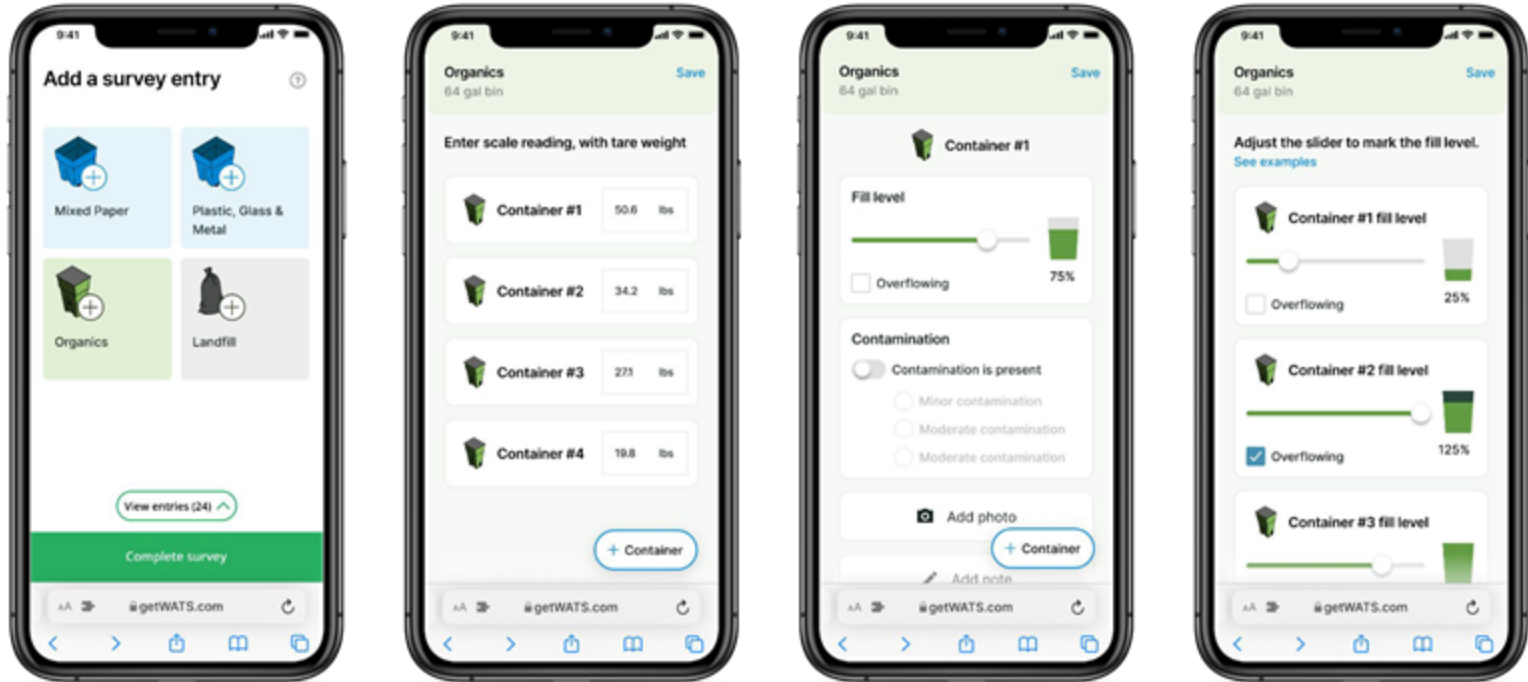 9:41
Add a survey entry
?
Mixed Paper
Plastic, Glass &
Metal
Organics
Landfill
View entries (24)
Complete survey
AA
getWATS.com
9:41
Organics
Save
64 gal bin
Enter scale reading, with tare weight
Container #1
50.6 lbs
Container #2
34.2 lbs
Container #3
27.1 lbs
Container #4
19.8 lbs
+ Container
AA
getWATS.com
9:41
Organics
Save
64 gal bin
Container #1
Fill level
75%
Overflowing
Contamination
Contamination is present
Minor contamination
Moderate contamination
Moderate contamination
Add photo
+ Container
Add note
AA
getWATS.com
9:41
Organics
Save
64 gal bin
Adjust the slider to mark the fill level.
See examples
Container #1 fill level
25%
Overflowing
Container #2 fill level
125%
Overflowing
Container #3 fill level
AA
getWATS.com